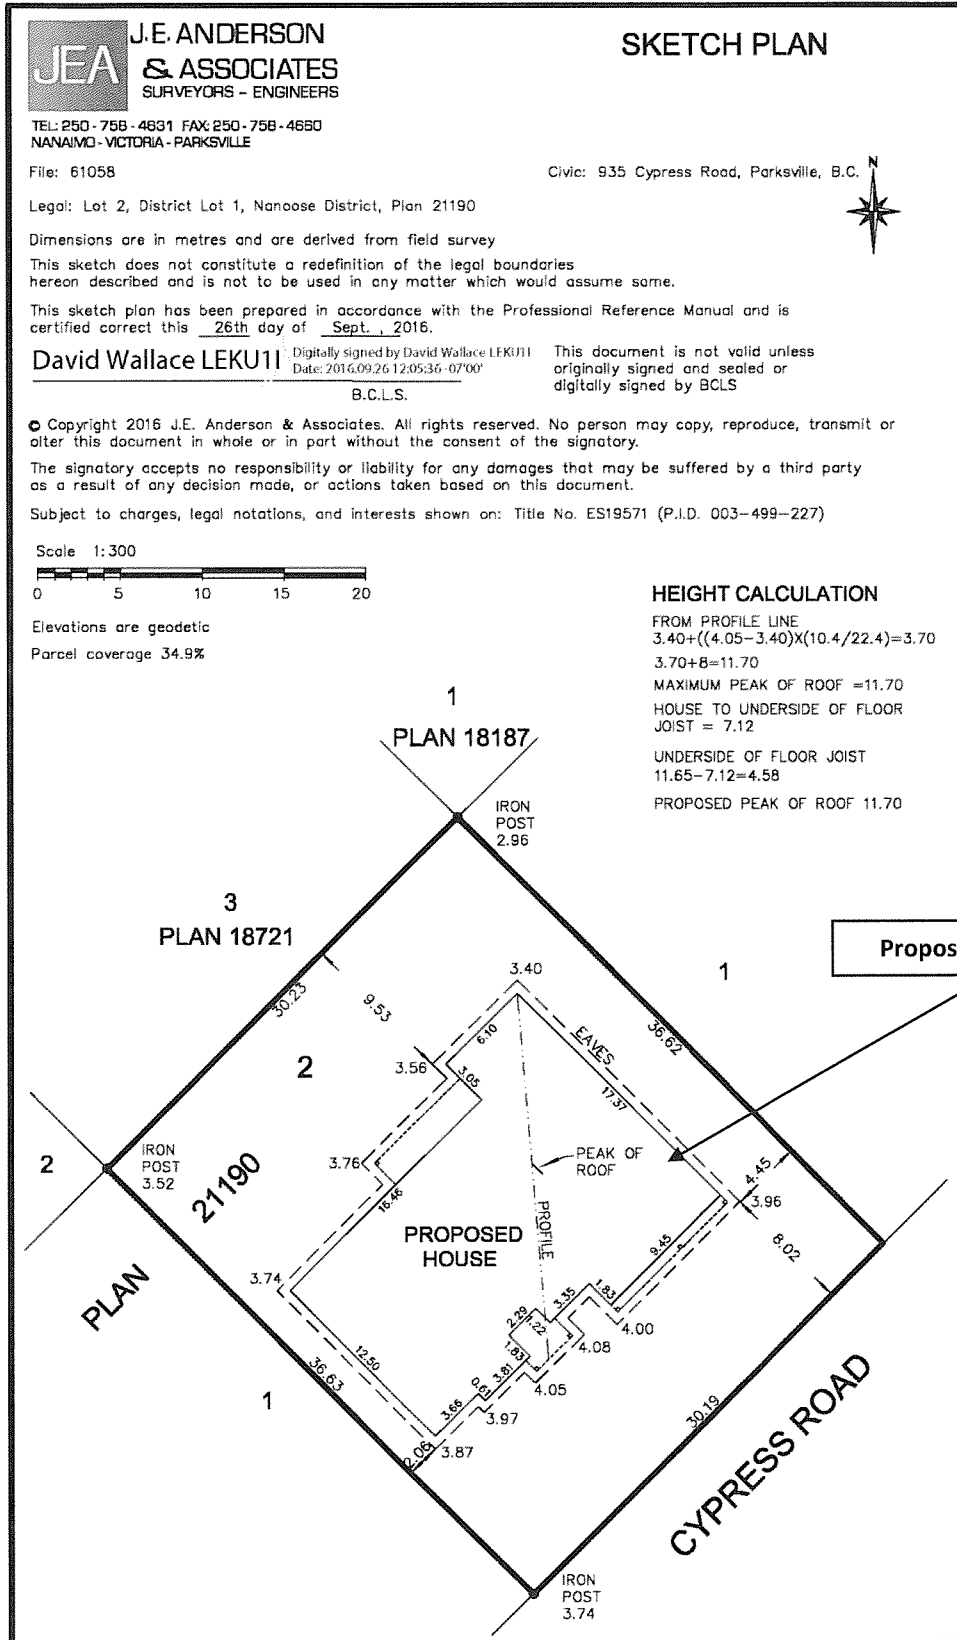 JEA
J.E. ANDERSON
& ASSOCIATES
SURVEYORS - ENGINEERS
SKETCH PLAN
TEL: 250-758-4631 FAX: 250-758-4660
NANAIMO - VICTORIA - PARKSVILLE
File: 61058
Civic: 935 Cypress Road, Parksville, B.C.
N
Legal: Lot 2, District Lot 1, Nanoose District, Plan 21190
Dimensions are in metres and are derived from field survey
This sketch does not constitute a redefinition of the legal boundaries
hereon described and is not to be used in any matter which would assume same.
This sketch plan has been prepared in accordance with the Professional Reference Manual and is
certified correct this 26th day of Sept. , 2016.
David Wallace LEKU1I
Digitally signed by David Wallace LEKU1I
Date: 2016.09.26 12:05:36 -07'00'
B.C.L.S.
This document is not valid unless
originally signed and sealed or
digitally signed by BCLS
© Copyright 2016 J.E. Anderson & Associates. All rights reserved. No person may copy, reproduce, transmit or
alter this document in whole or in part without the consent of the signatory.
The signatory accepts no responsibility or liability for any damages that may be suffered by a third party
as a result of any decision made, or actions taken based on this document.
Subject to charges, legal notations, and interests shown on: Title No. ES19571 (P.I.D. 003-499-227)
Scale 1:300
0 5 10 15 20
Elevations are geodetic
Parcel coverage 34.9%
HEIGHT CALCULATION
FROM PROFILE LINE
3.40+((4.05-3.40)X(10.4/22.4)=3.70
3.70+8=11.70
MAXIMUM PEAK OF ROOF =11.70
HOUSE TO UNDERSIDE OF FLOOR
JOIST = 7.12
UNDERSIDE OF FLOOR JOIST
11.65-7.12=4.58
PROPOSED PEAK OF ROOF 11.70
1
PLAN 18187
IRON
POST
2.96
3
PLAN 18721
Propos
1
3.40
30.23
9.53
36.62
6.10
EAVES
2
3.56
3.05
17.37
2
IRON
POST
3.52
3.76
PEAK OF
ROOF
4.45
3.96
21190
16.46
PROFILE
PROPOSED
HOUSE
9.45
8.02
PLAN
3.74
1.83
3.35
2.29
1.22
4.00
4.08
1.83
12.50
36.63
0.61
3.81
4.05
1
3.66
3.97
30.19
2.06
3.87
CYPRESS ROAD
IRON
POST
3.74